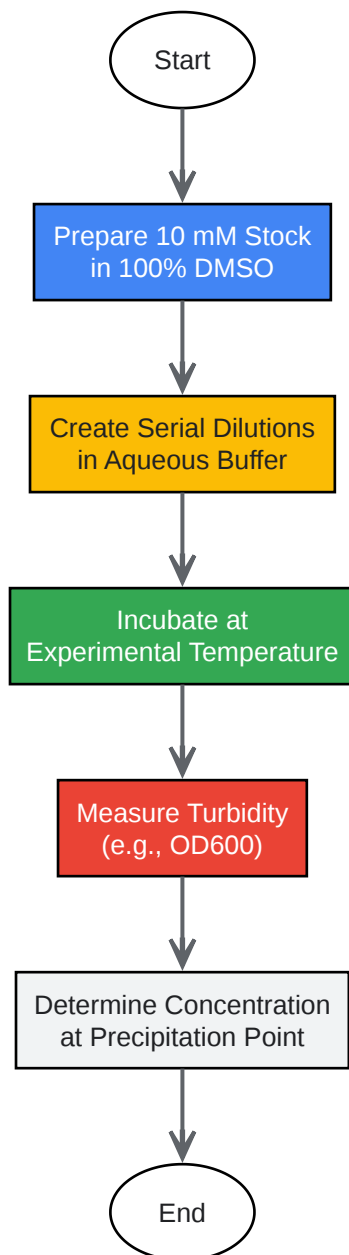 Start
Prepare 10 mM Stock
in 100% DMSO
Create Serial Dilutions
in Aqueous Buffer
Incubate at
Experimental Temperature
Measure Turbidity
(e.g., OD600)
Determine Concentration
at Precipitation Point
End